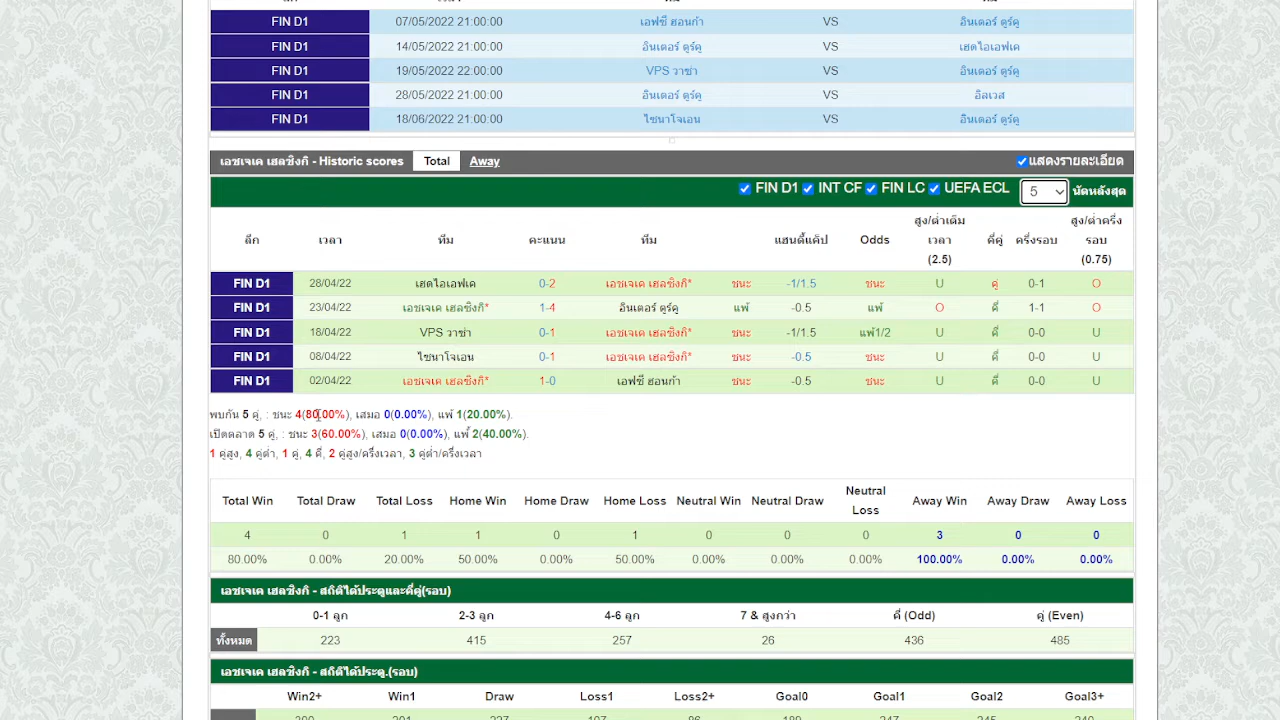 FIN D1 07/05/2022 21:00:00 เอฟซี ฮอนก้า VS อินเตอร์ ตูร์คู
FIN D1 14/05/2022 21:00:00 อินเตอร์ ตูร์คู VS เฮตไอเอฟเค
FIN D1 19/05/2022 22:00:00 VPS วาซ่า VS อินเตอร์ ตูร์คู
FIN D1 28/05/2022 21:00:00 อินเตอร์ ตูร์คู VS อิลเวส
FIN D1 18/06/2022 21:00:00 ไซนาโจเอน VS อินเตอร์ ตูร์คู
เอชเจเค เฮลซิงกิ - Historic scores Total Away แสดงรายละเอียด
FIN D1 INT CF FIN LC UEFA ECL 5 นัดหลังสุด
ลีก เวลา ทีม คะแนน ทีม แฮนดี้แค้ป Odds สูง/ต่ำเต็มเวลา (2.5) คี่คู่ ครึ่งรอบ สูง/ต่ำครึ่งรอบ (0.75)
FIN D1 28/04/22 เฮตไอเอฟเค 0-2 เอชเจเค เฮลซิงกิ* ชนะ -1/1.5 ชนะ U คู่ 0-1 O
FIN D1 23/04/22 เอชเจเค เฮลซิงกิ* 1-4 อินเตอร์ ตูร์คู แพ้ -0.5 แพ้ O คี่ 1-1 O
FIN D1 18/04/22 VPS วาซ่า 0-1 เอชเจเค เฮลซิงกิ* ชนะ -1/1.5 แพ้1/2 U คี่ 0-0 U
FIN D1 08/04/22 ไซนาโจเอน 0-1 เอชเจเค เฮลซิงกิ* ชนะ -0.5 ชนะ U คี่ 0-0 U
FIN D1 02/04/22 เอชเจเค เฮลซิงกิ* 1-0 เอฟซี ฮอนก้า ชนะ -0.5 ชนะ U คี่ 0-0 U
พบกัน 5 คู่, : ชนะ 4(80.00%), เสมอ 0(0.00%), แพ้ 1(20.00%).
เปิดตลาด 5 คู่, : ชนะ 3(60.00%), เสมอ 0(0.00%), แพ้ 2(40.00%).
1 คู่สูง, 4 คู่ต่ำ, 1 คู่, 4 คี่, 2 คู่สูง/ครึ่งเวลา, 3 คู่ต่ำ/ครึ่งเวลา
Total Win Total Draw Total Loss Home Win Home Draw Home Loss Neutral Win Neutral Draw Neutral Loss Away Win Away Draw Away Loss
4 0 1 1 0 1 0 0 0 3 0 0
80.00% 0.00% 20.00% 50.00% 0.00% 50.00% 0.00% 0.00% 0.00% 100.00% 0.00% 0.00%
เอชเจเค เฮลซิงกิ - สถิติได้ประตูและคี่คู่(รอบ)
0-1 ลูก 2-3 ลูก 4-6 ลูก 7 & สูงกว่า คี่ (Odd) คู่ (Even)
ทั้งหมด 223 415 257 26 436 485
เอชเจเค เฮลซิงกิ - สถิติได้ประตู.(รอบ)
Win2+ Win1 Draw Loss1 Loss2+ Goal0 Goal1 Goal2 Goal3+